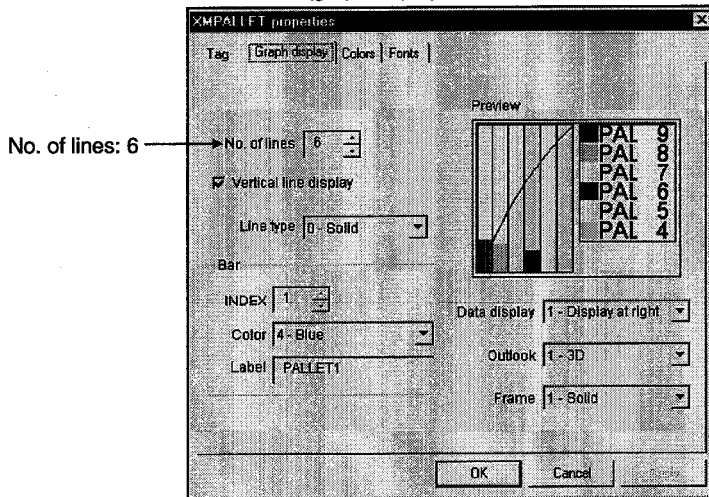 XMPALLET properties
Tag Graph display Colors Fonts
Preview
No. of lines: 6
No. of lines 6
PAL 9
PAL 8
PAL 7
PAL 6
PAL 5
PAL 4
Vertical line display
Line type 0 - Solid
Bar
INDEX 1
Data display 1 - Display at right
Color 4 - Blue
Outlook 1 - 3D
Label PALLET1
Frame 1 - Solid
OK Cancel